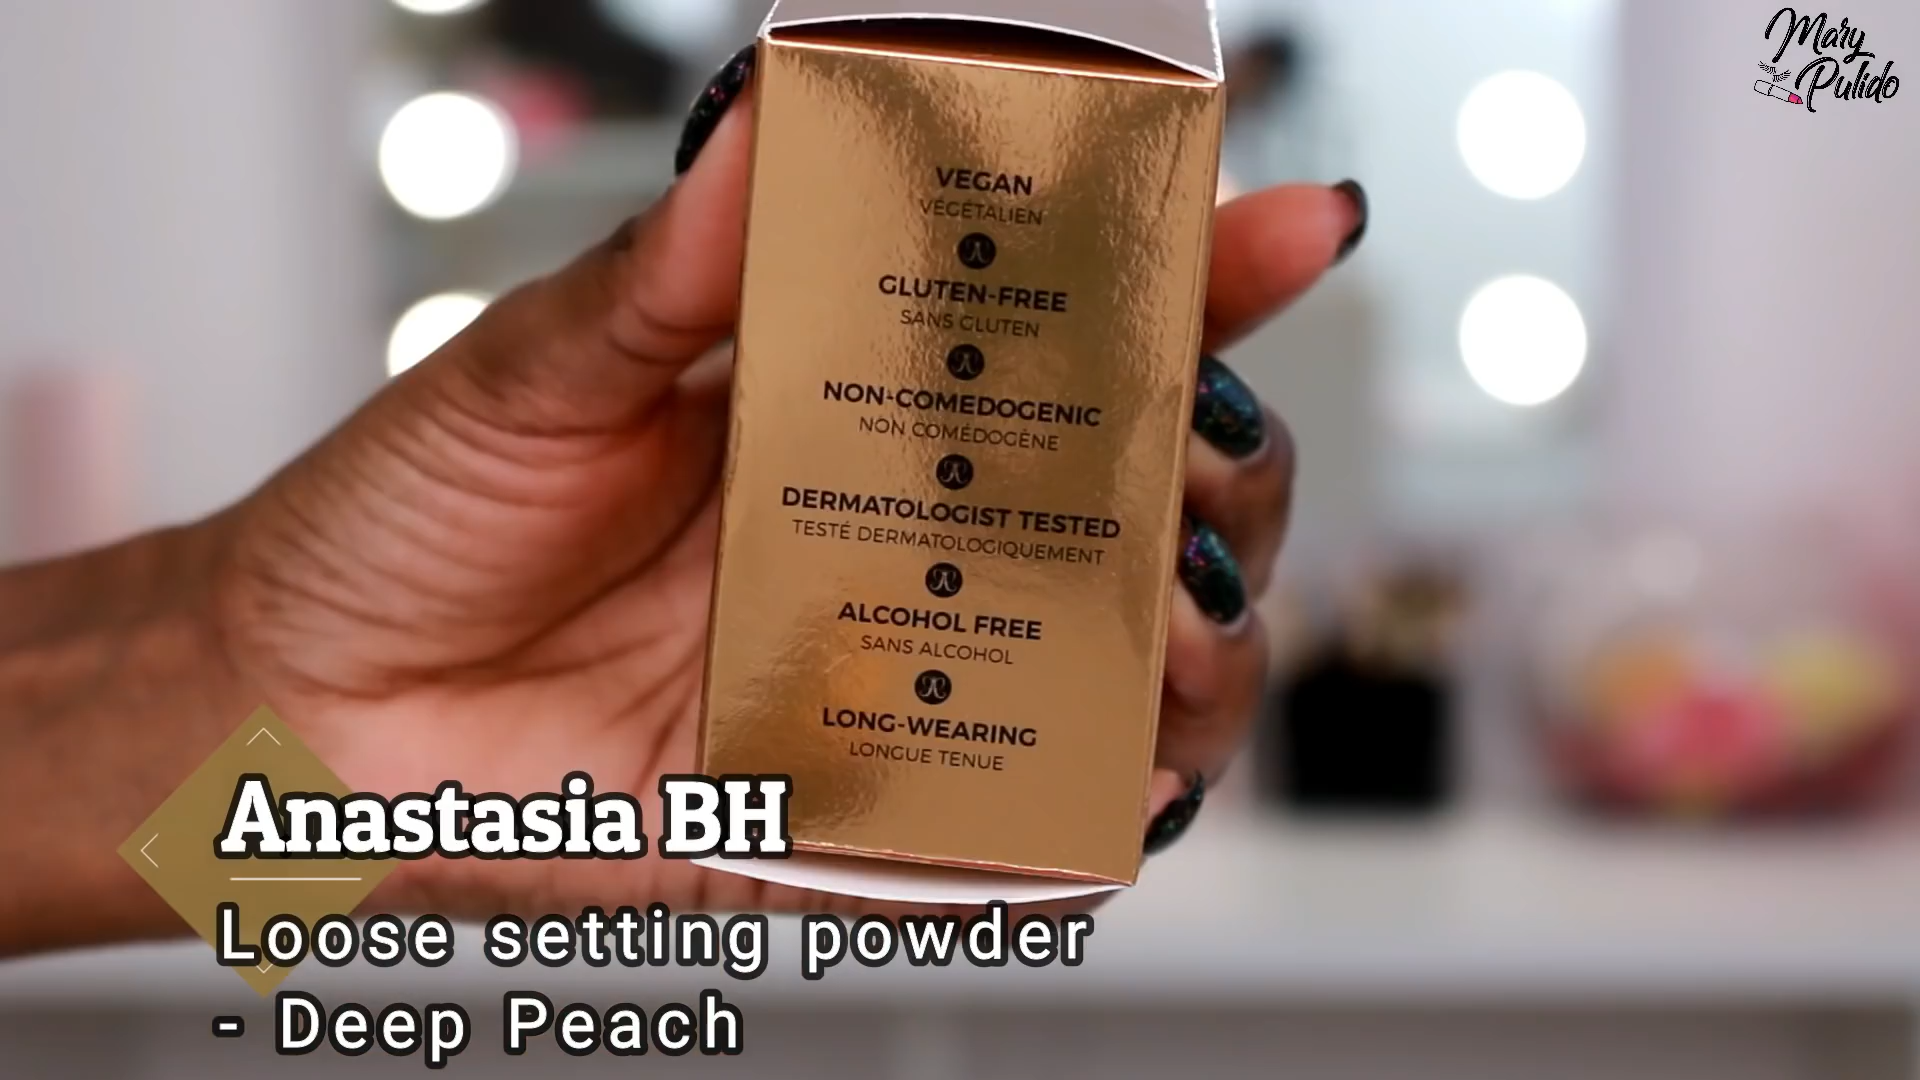 Mary
Pulido
VEGAN
VÉGÉTALIEN
GLUTEN-FREE
SANS GLUTEN
NON-COMEDOGENIC
NON COMÉDOGÈNE
DERMATOLOGIST TESTED
TESTÉ DERMATOLOGIQUEMENT
ALCOHOL FREE
SANS ALCOHOL
LONG-WEARING
LONGUE TENUE
Anastasia BH
Loose setting powder
- Deep Peach